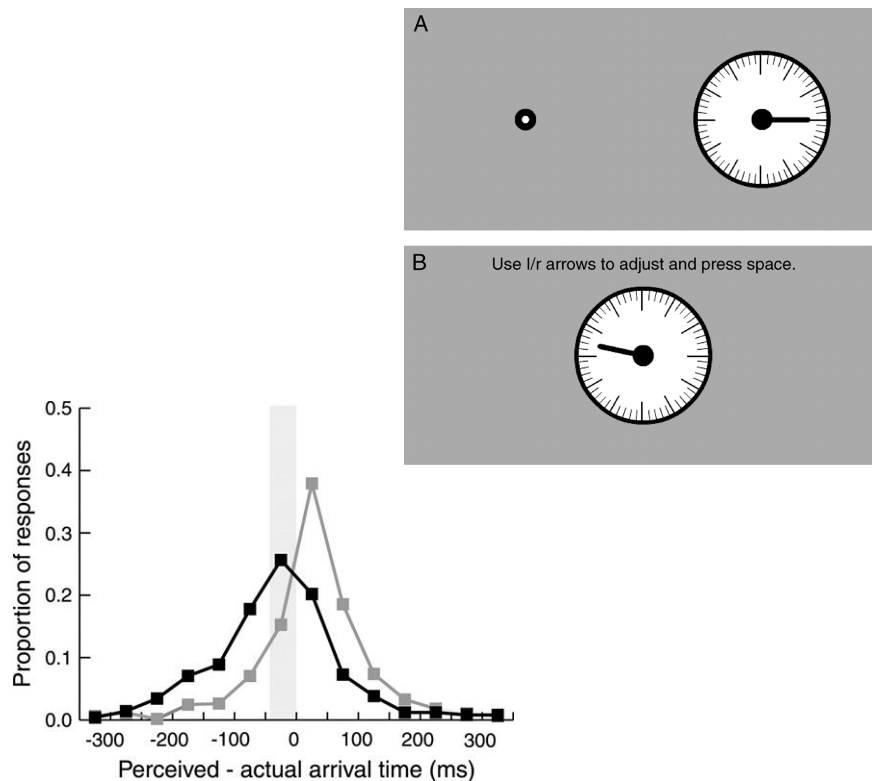 A
B
Use l/r arrows to adjust and press space.
0.5
0.4
0.3
0.2
0.1
0.0
Proportion of responses
-300 -200 -100 0 100 200 300
Perceived - actual arrival time (ms)